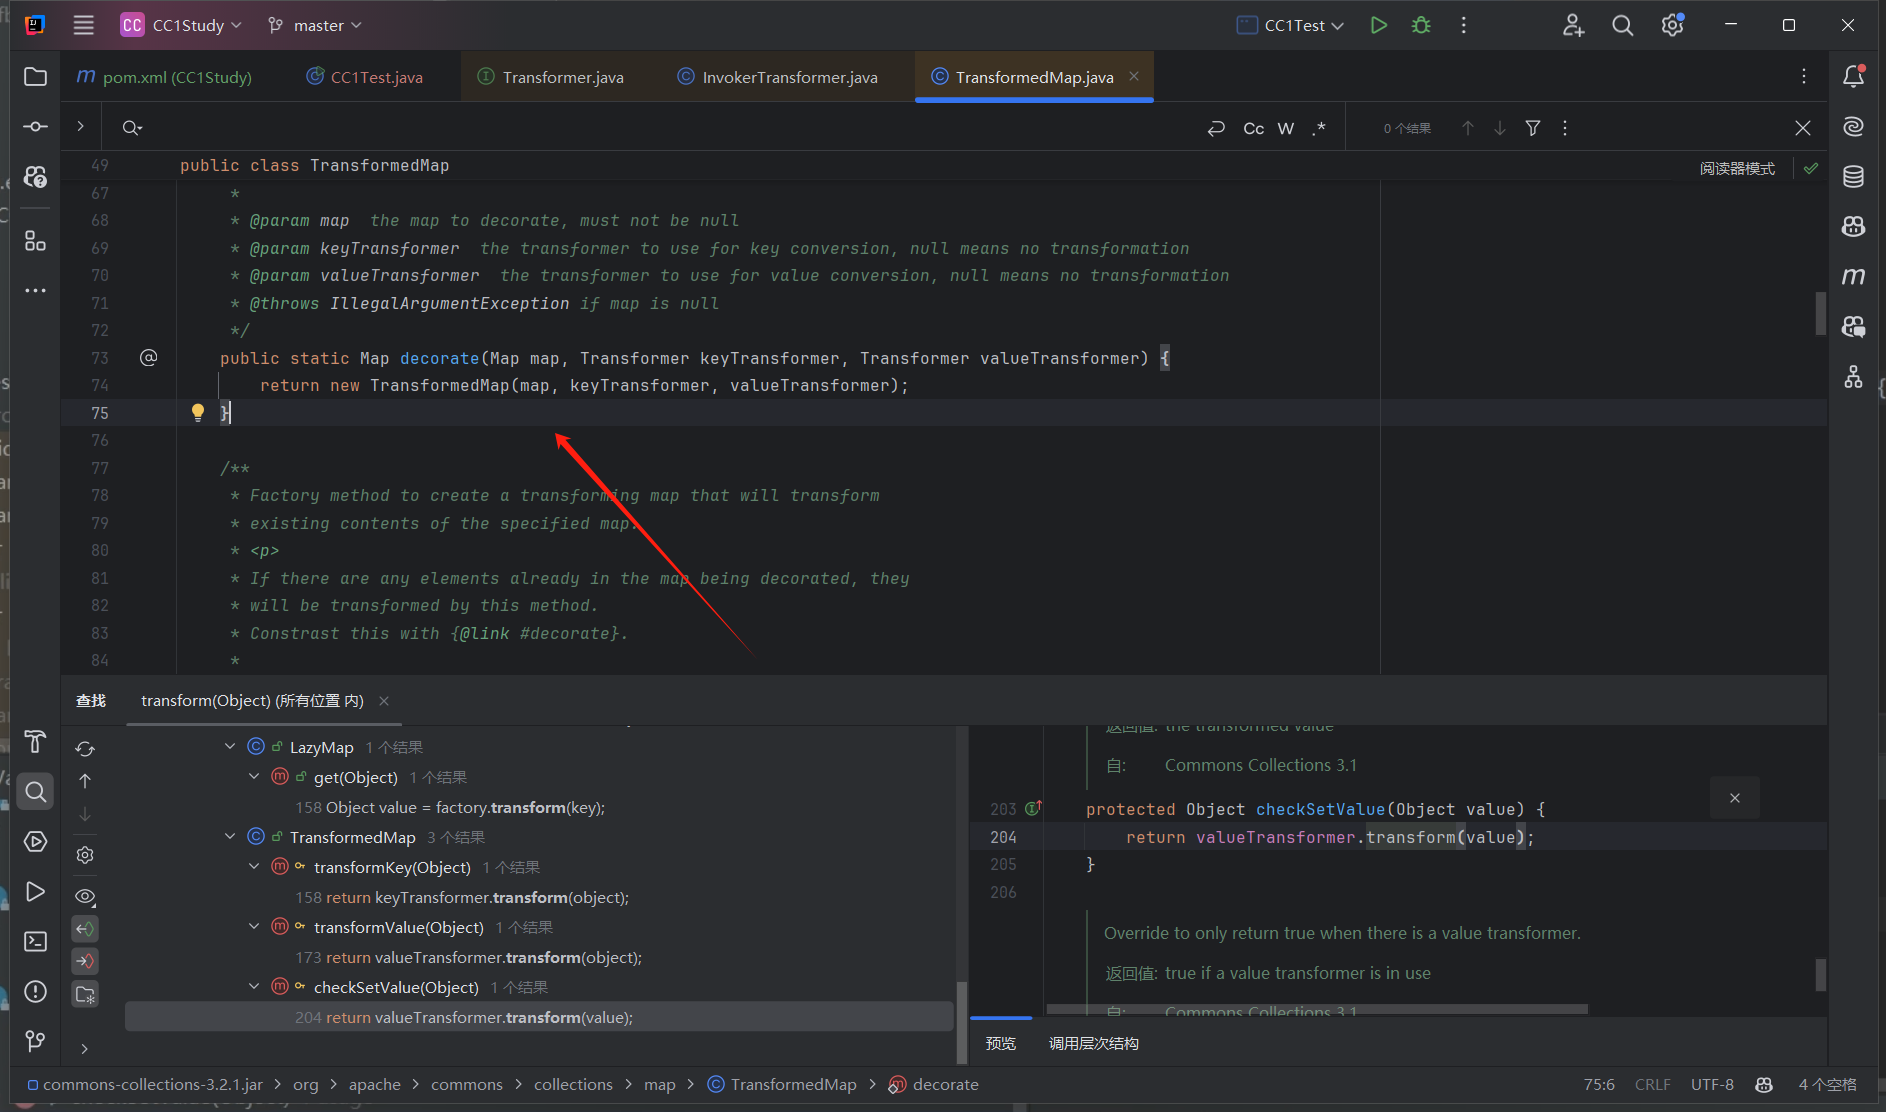 CC CC1Study master CC1Test
pom.xml (CC1Study) CC1Test.java Transformer.java InvokerTransformer.java TransformedMap.java
Cc W .* 0 个结果
49 public class TransformedMap
阅读器模式
67 *
68 * @param map the map to decorate, must not be null
69 * @param keyTransformer the transformer to use for key conversion, null means no transformation
70 * @param valueTransformer the transformer to use for value conversion, null means no transformation
71 * @throws IllegalArgumentException if map is null
72 */
73 public static Map decorate(Map map, Transformer keyTransformer, Transformer valueTransformer) {
74 return new TransformedMap(map, keyTransformer, valueTransformer);
75 }
76
77 /**
78 * Factory method to create a transforming map that will transform
79 * existing contents of the specified map.
80 * <p>
81 * If there are any elements already in the map being decorated, they
82 * will be transformed by this method.
83 * Constrast this with {@link #decorate}.
84 *
查找 transform(Object) (所有位置 内)
LazyMap 1 个结果
get(Object) 1 个结果
158 Object value = factory.transform(key);
TransformedMap 3 个结果
transformKey(Object) 1 个结果
158 return keyTransformer.transform(object);
transformValue(Object) 1 个结果
173 return valueTransformer.transform(object);
checkSetValue(Object) 1 个结果
204 return valueTransformer.transform(value);
返回值: the transformed value
自: Commons Collections 3.1
203 protected Object checkSetValue(Object value) {
204 return valueTransformer.transform(value);
205 }
206
Override to only return true when there is a value transformer.
返回值: true if a value transformer is in use
自: Commons Collections 3.1
预览 调用层次结构
commons-collections-3.2.1.jar org apache commons collections map TransformedMap decorate
75:6 CRLF UTF-8 4 个空格